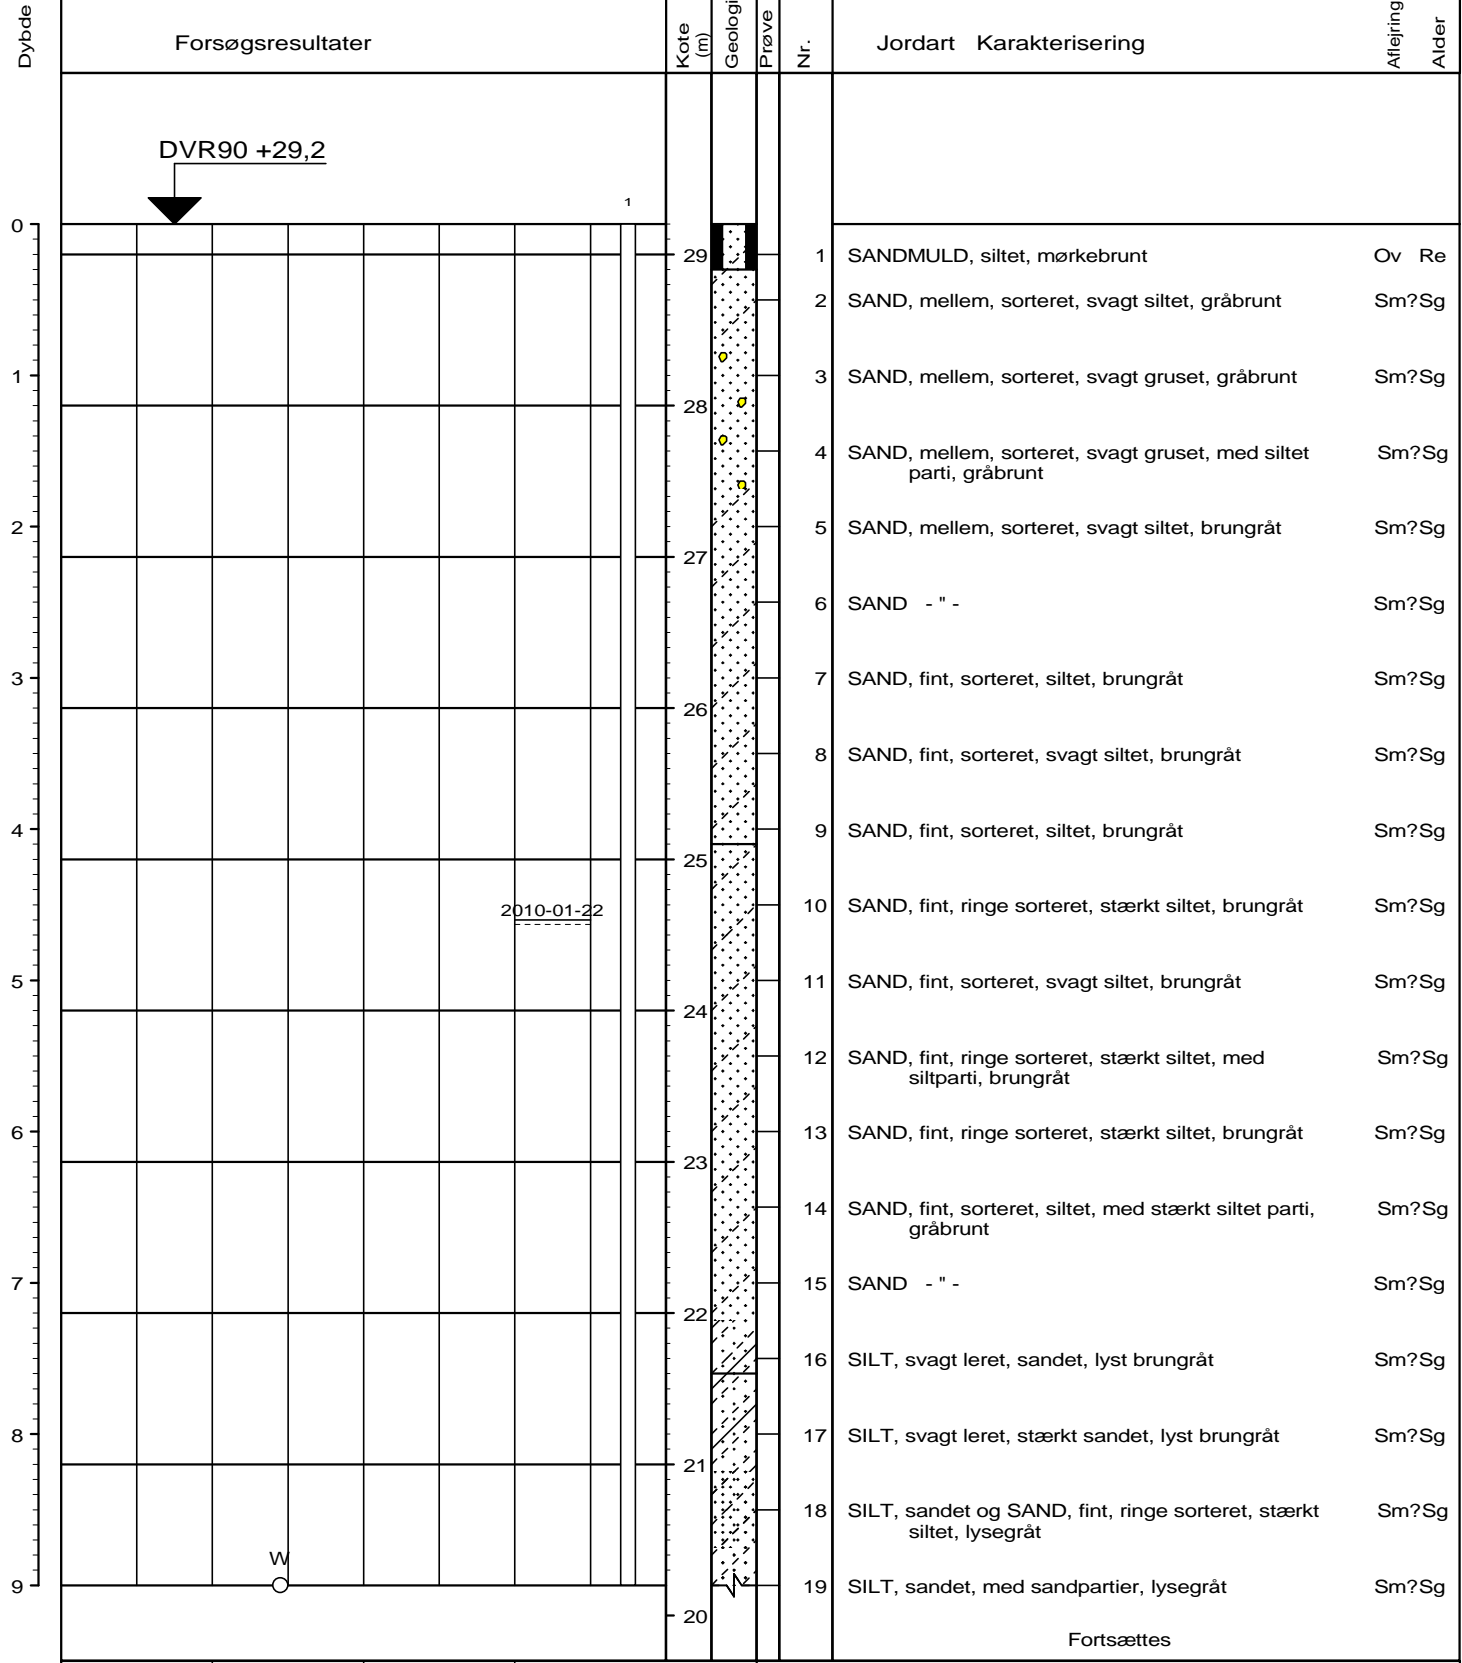 Dybde
Forsøgsresultater
Kote
(m)
Geologi
Prøve
Nr.
Jordart Karakterisering
Aflejring
Alder
DVR90 +29,2
1
0
29
1 SANDMULD, siltet, mørkebrunt Ov Re
2 SAND, mellem, sorteret, svagt siltet, gråbrunt Sm? Sg
1
3 SAND, mellem, sorteret, svagt gruset, gråbrunt Sm? Sg
28
4 SAND, mellem, sorteret, svagt gruset, med siltet Sm? Sg
parti, gråbrunt
2
5 SAND, mellem, sorteret, svagt siltet, brungråt Sm? Sg
27
6 SAND - " - Sm? Sg
3
7 SAND, fint, sorteret, siltet, brungråt Sm? Sg
26
8 SAND, fint, sorteret, svagt siltet, brungråt Sm? Sg
4
9 SAND, fint, sorteret, siltet, brungråt Sm? Sg
25
2010-01-22
10 SAND, fint, ringe sorteret, stærkt siltet, brungråt Sm? Sg
5
11 SAND, fint, sorteret, svagt siltet, brungråt Sm? Sg
24
12 SAND, fint, ringe sorteret, stærkt siltet, med Sm? Sg
siltparti, brungråt
6
13 SAND, fint, ringe sorteret, stærkt siltet, brungråt Sm? Sg
23
14 SAND, fint, sorteret, siltet, med stærkt siltet parti, Sm? Sg
gråbrunt
7
15 SAND - " - Sm? Sg
22
16 SILT, svagt leret, sandet, lyst brungråt Sm? Sg
8
17 SILT, svagt leret, stærkt sandet, lyst brungråt Sm? Sg
21
18 SILT, sandet og SAND, fint, ringe sorteret, stærkt Sm? Sg
siltet, lysegråt
W
9
19 SILT, sandet, med sandpartier, lysegråt Sm? Sg
20
Fortsættes